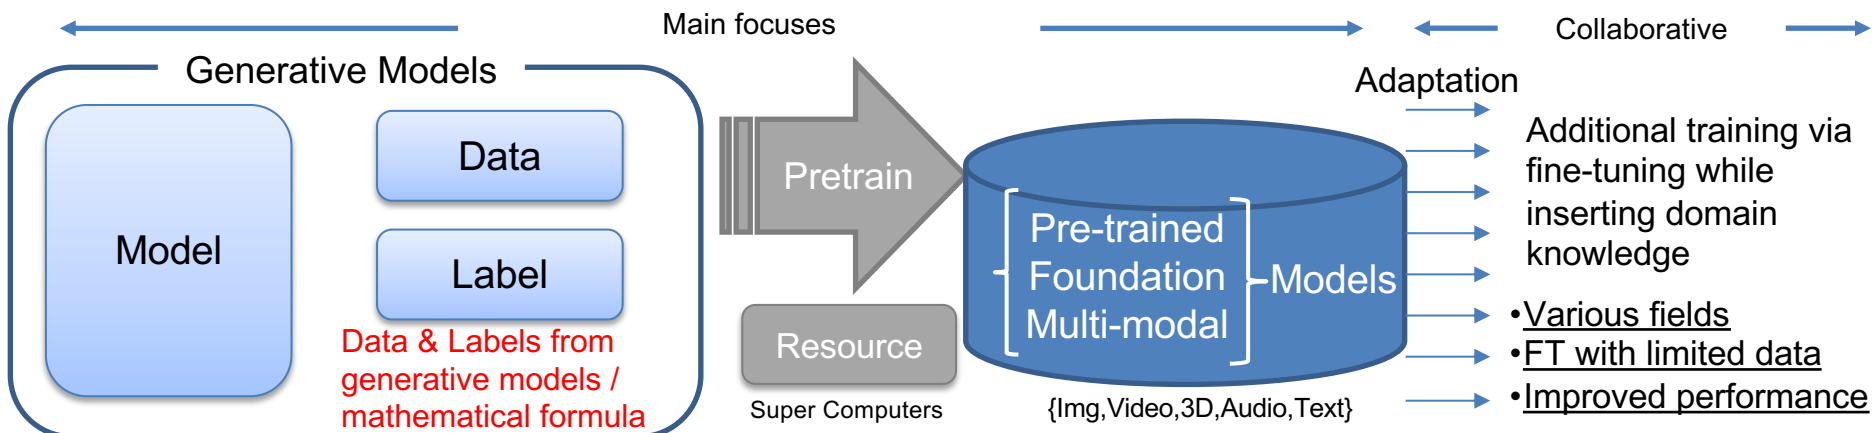 Main focuses
Collaborative
Generative Models
Model
Data
Label
Data & Labels from
generative models /
mathematical formula
Pretrain
Resource
Super Computers
Pre-trained
Foundation
Multi-modal
Models
{Img,Video,3D,Audio,Text}
Adaptation
Additional training via
fine-tuning while
inserting domain
knowledge
•Various fields
•FT with limited data
•Improved performance